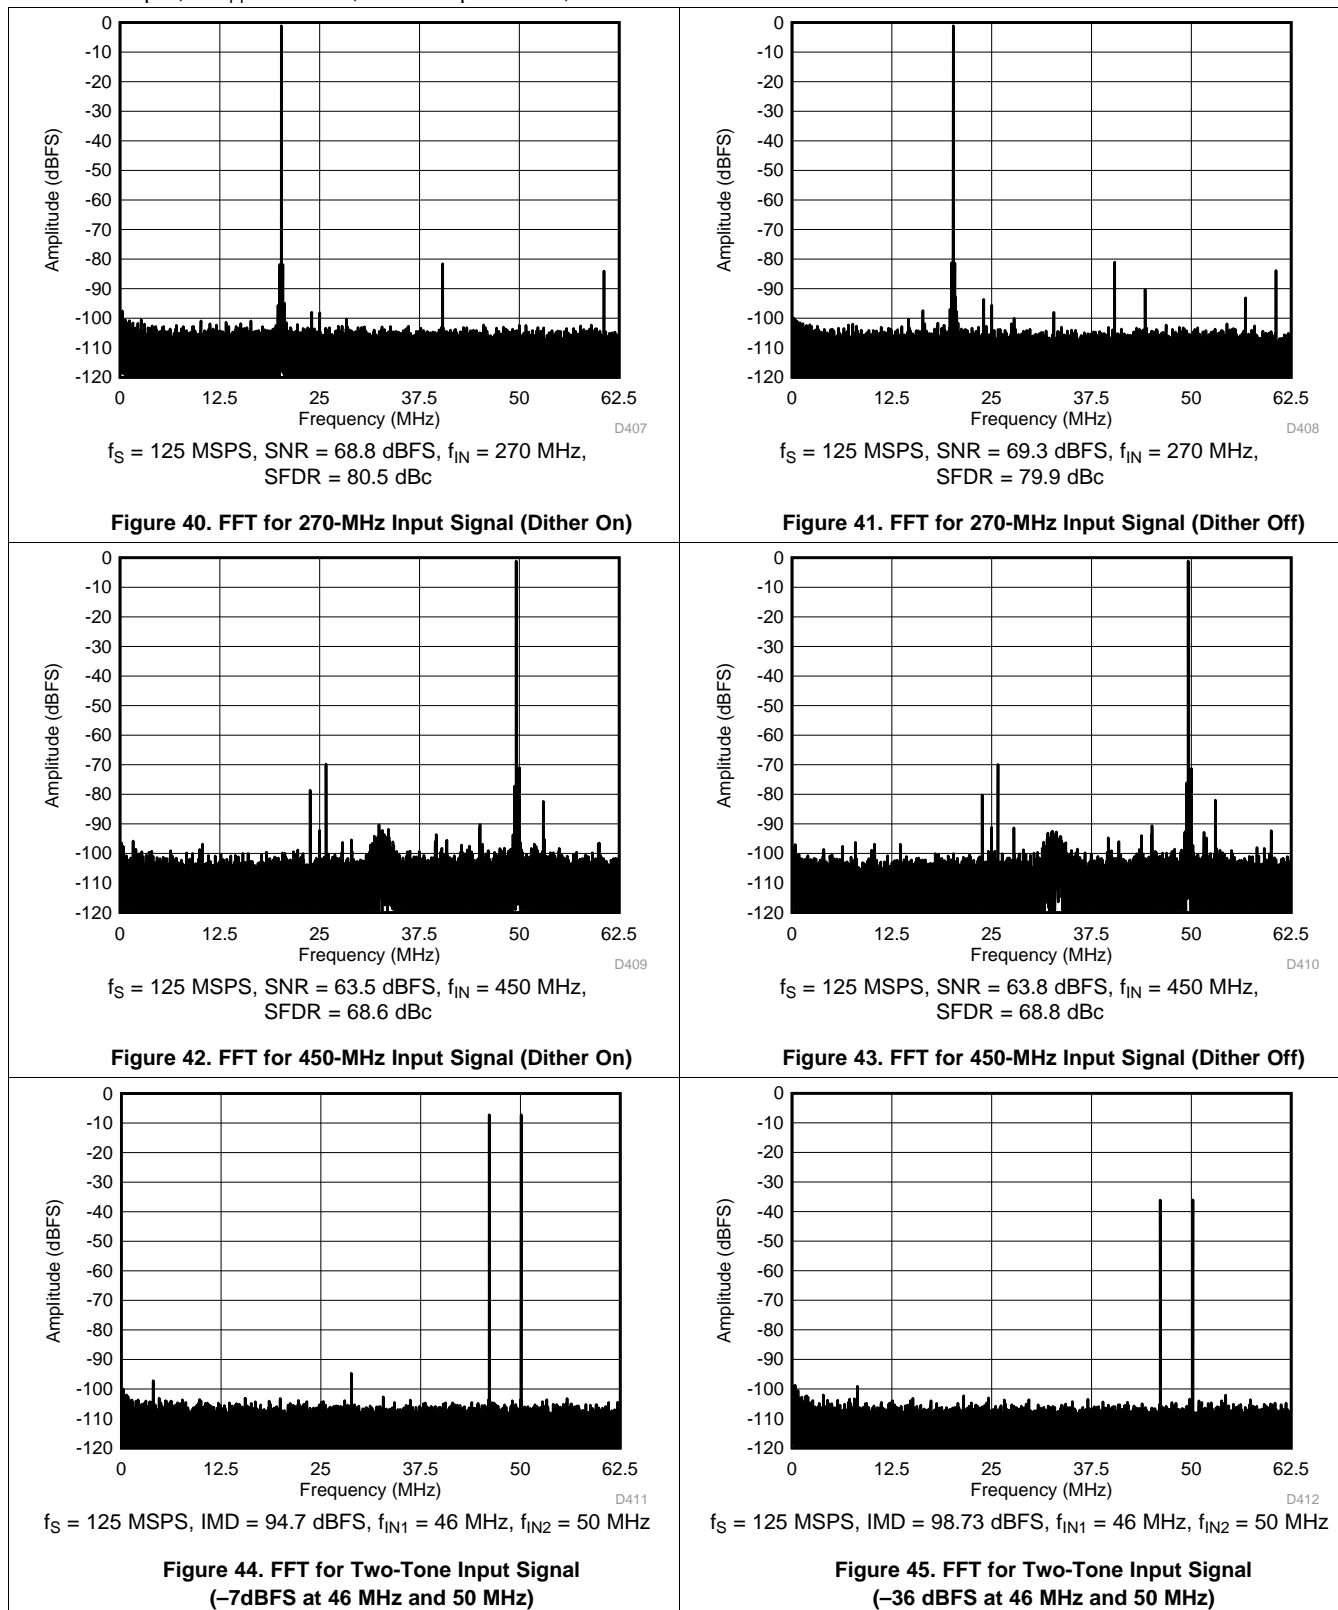 0
-10
-20
-30
-40
-50
-60
-70
-80
-90
-100
-110
-120
Amplitude (dBFS)
0 12.5 25 37.5 50 62.5
Frequency (MHz)
D407
fS = 125 MSPS, SNR = 68.8 dBFS, fIN = 270 MHz,
SFDR = 80.5 dBc
Figure 40. FFT for 270-MHz Input Signal (Dither On)
0
-10
-20
-30
-40
-50
-60
-70
-80
-90
-100
-110
-120
Amplitude (dBFS)
0 12.5 25 37.5 50 62.5
Frequency (MHz)
D408
fS = 125 MSPS, SNR = 69.3 dBFS, fIN = 270 MHz,
SFDR = 79.9 dBc
Figure 41. FFT for 270-MHz Input Signal (Dither Off)
0
-10
-20
-30
-40
-50
-60
-70
-80
-90
-100
-110
-120
Amplitude (dBFS)
0 12.5 25 37.5 50 62.5
Frequency (MHz)
D409
fS = 125 MSPS, SNR = 63.5 dBFS, fIN = 450 MHz,
SFDR = 68.6 dBc
Figure 42. FFT for 450-MHz Input Signal (Dither On)
0
-10
-20
-30
-40
-50
-60
-70
-80
-90
-100
-110
-120
Amplitude (dBFS)
0 12.5 25 37.5 50 62.5
Frequency (MHz)
D410
fS = 125 MSPS, SNR = 63.8 dBFS, fIN = 450 MHz,
SFDR = 68.8 dBc
Figure 43. FFT for 450-MHz Input Signal (Dither Off)
0
-10
-20
-30
-40
-50
-60
-70
-80
-90
-100
-110
-120
Amplitude (dBFS)
0 12.5 25 37.5 50 62.5
Frequency (MHz)
D411
fS = 125 MSPS, IMD = 94.7 dBFS, fIN1 = 46 MHz, fIN2 = 50 MHz
Figure 44. FFT for Two-Tone Input Signal
(–7dBFS at 46 MHz and 50 MHz)
0
-10
-20
-30
-40
-50
-60
-70
-80
-90
-100
-110
-120
Amplitude (dBFS)
0 12.5 25 37.5 50 62.5
Frequency (MHz)
D412
fS = 125 MSPS, IMD = 98.73 dBFS, fIN1 = 46 MHz, fIN2 = 50 MHz
Figure 45. FFT for Two-Tone Input Signal
(–36 dBFS at 46 MHz and 50 MHz)